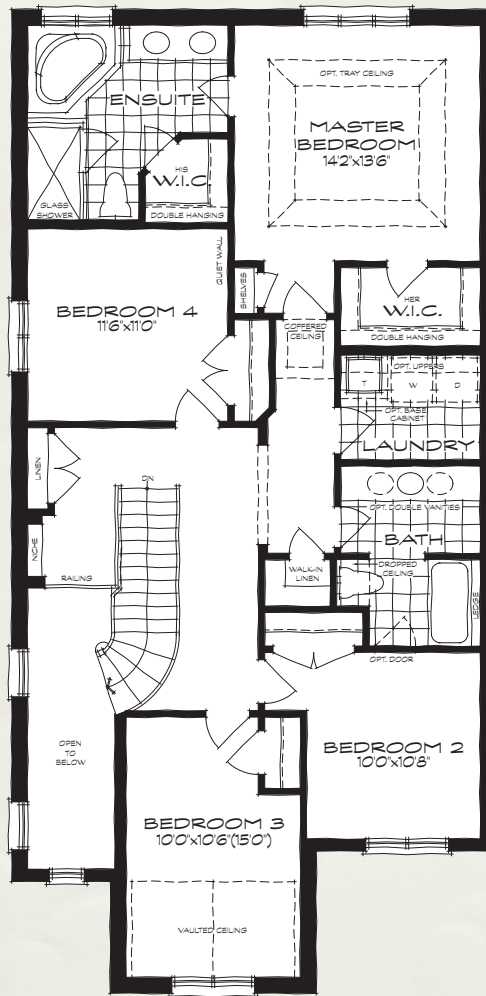 OPT. TRAY CEILING
ENSUITE
MASTER
BEDROOM
14'2"x13'6"
HIS
W.I.C.
DOUBLE HANGING
GLASS
SHOWER
QUIET WALL
SHELVES
BEDROOM 4
11'6"x11'0"
HER
W.I.C.
DOUBLE HANGING
COFFERED
CEILING
OPT. UPPERS
T
W
D
OPT. BASE
CABINET
LAUNDRY
LINEN
DN
OPT. DOUBLE VANITIES
BATH
NICHE
RAILING
WALK-IN
LINEN
DROPPED
CEILING
LEDGE
OPT. DOOR
OPEN
TO
BELOW
BEDROOM 2
10'0"x10'8"
BEDROOM 3
10'0"x10'6"(15'0")
VAULTED CEILING